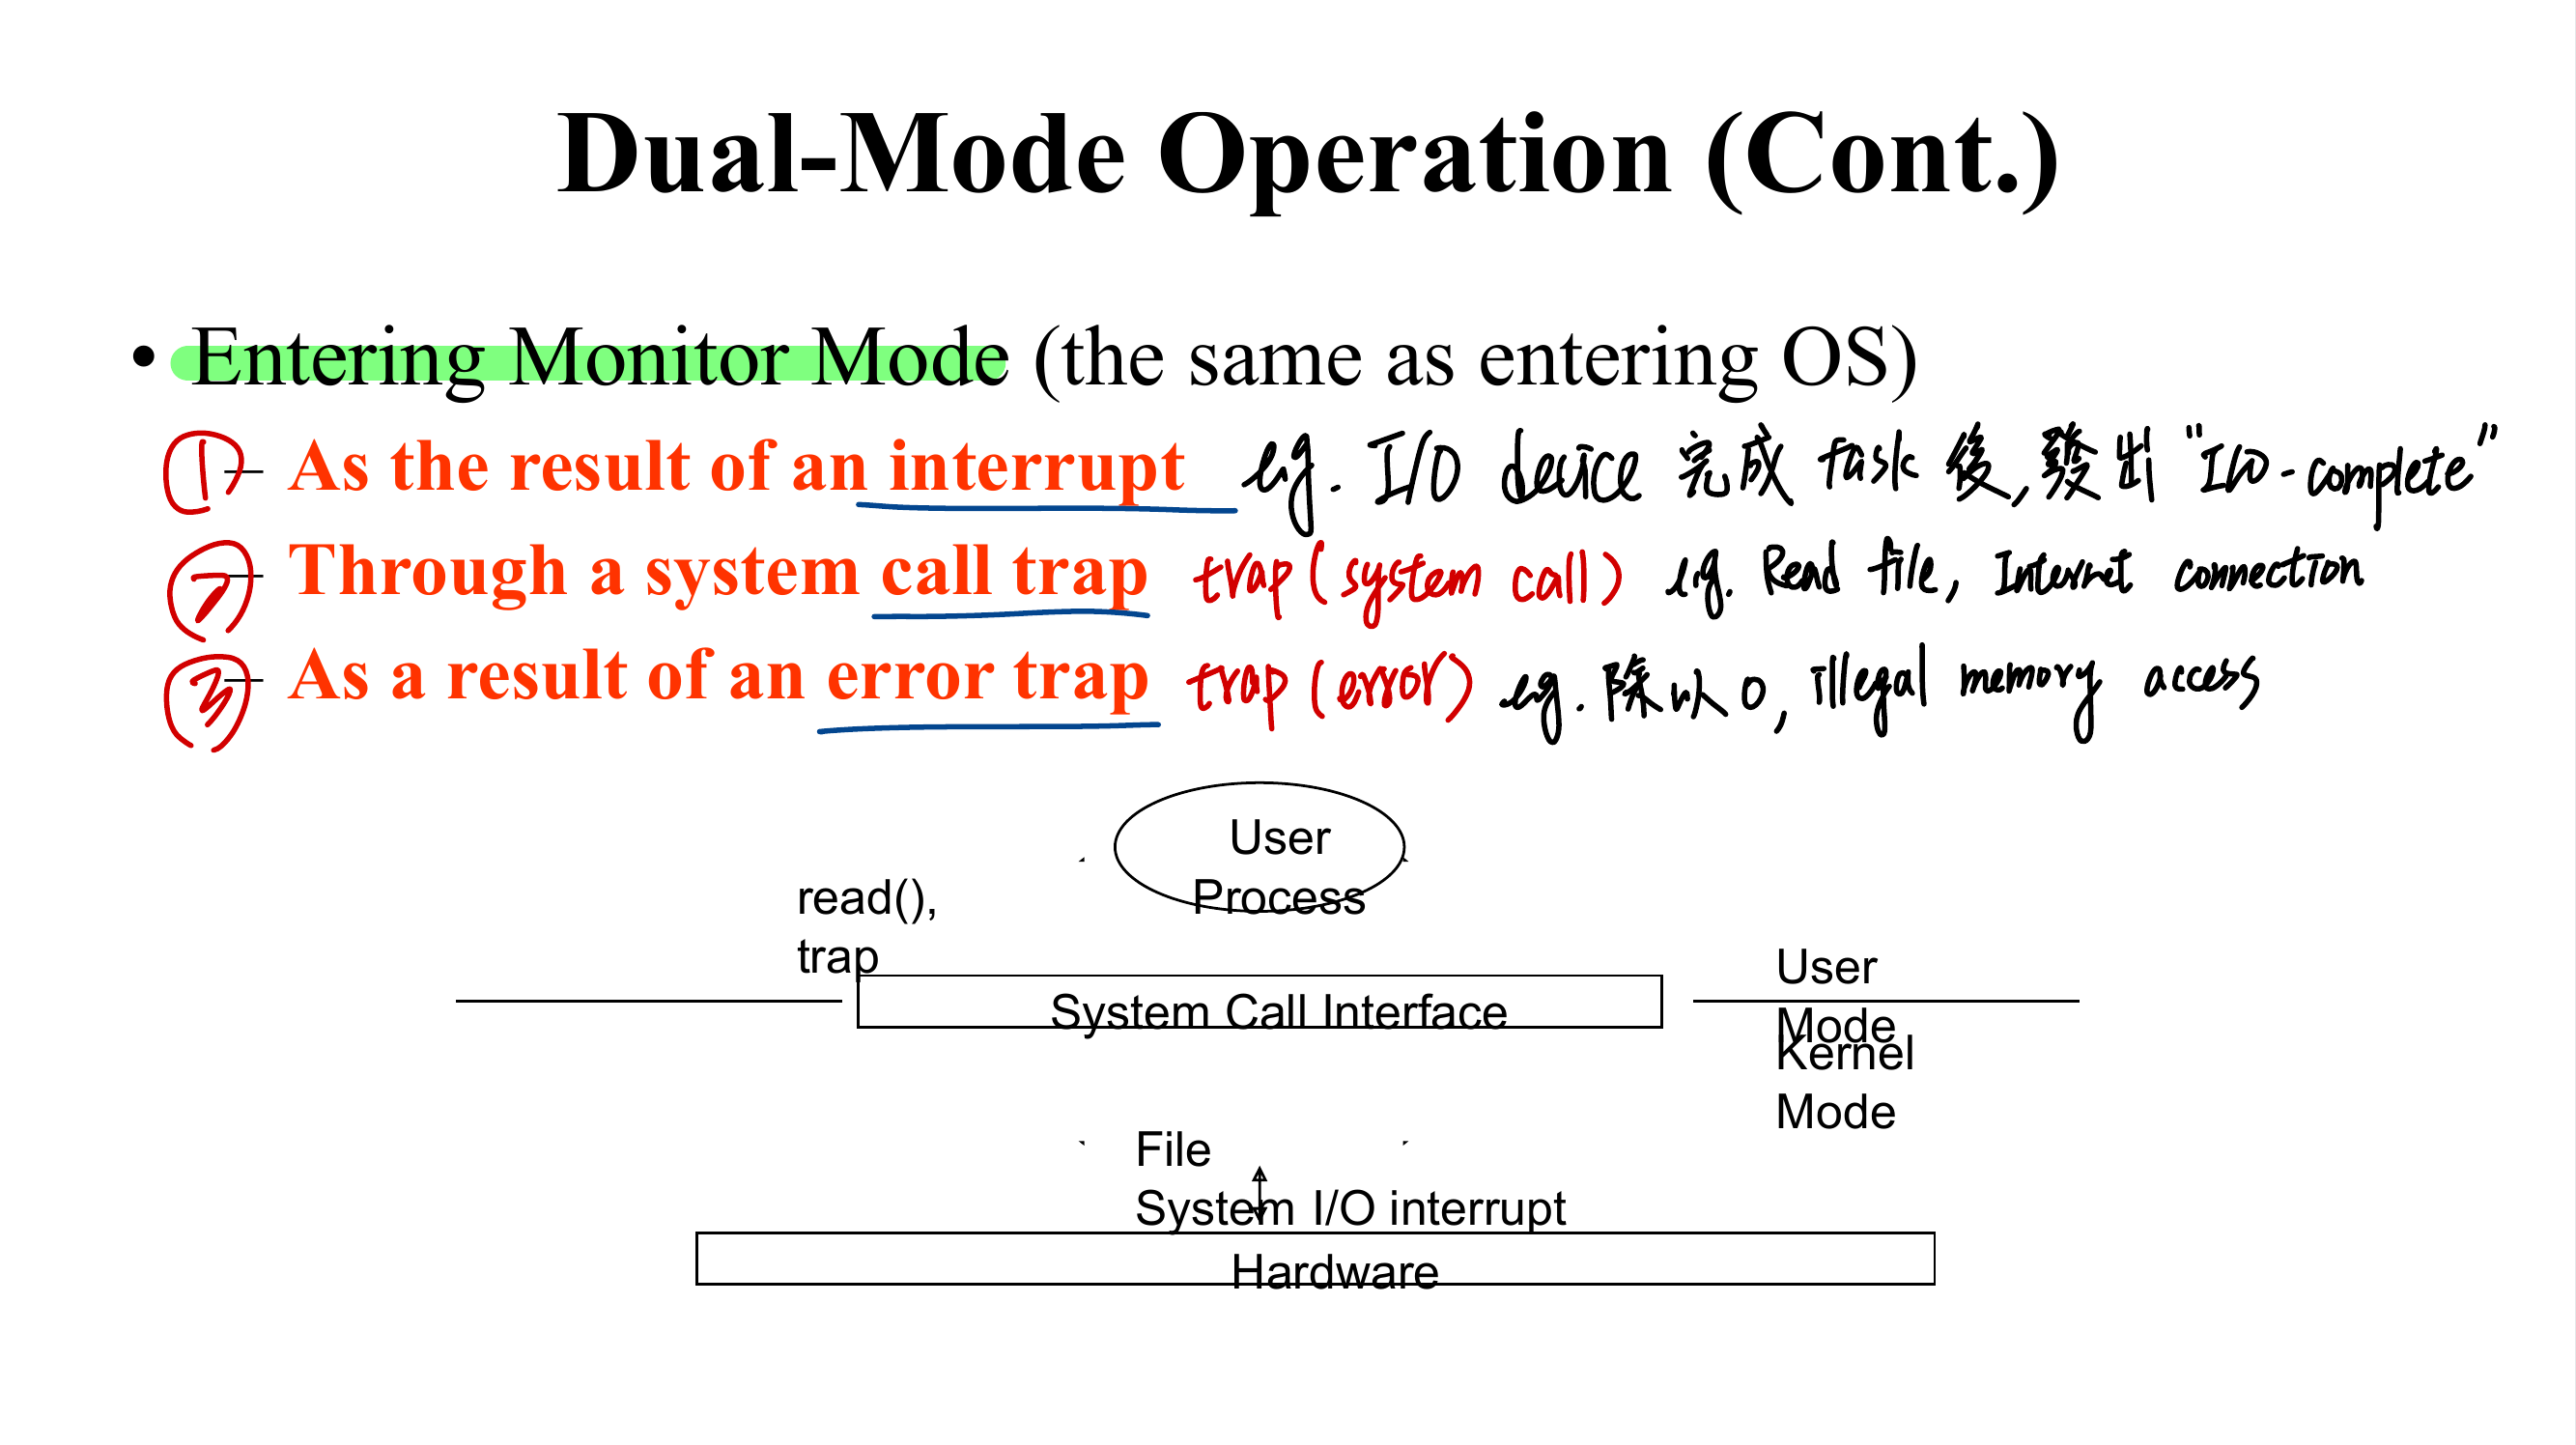 Dual-Mode Operation (Cont.)
• Entering Monitor Mode (the same as entering OS)
① – As the result of an interrupt e.g. I/O device 完成 task 後, 發出 "I/O-complete"
② – Through a system call trap trap (system call) e.g. Read file, Internet connection
③ – As a result of an error trap trap (error) e.g. 除以 0, illegal memory access
User
Process
read(),
trap
System Call Interface
User
Mode
Kernel
Mode
File
System I/O interrupt
Hardware